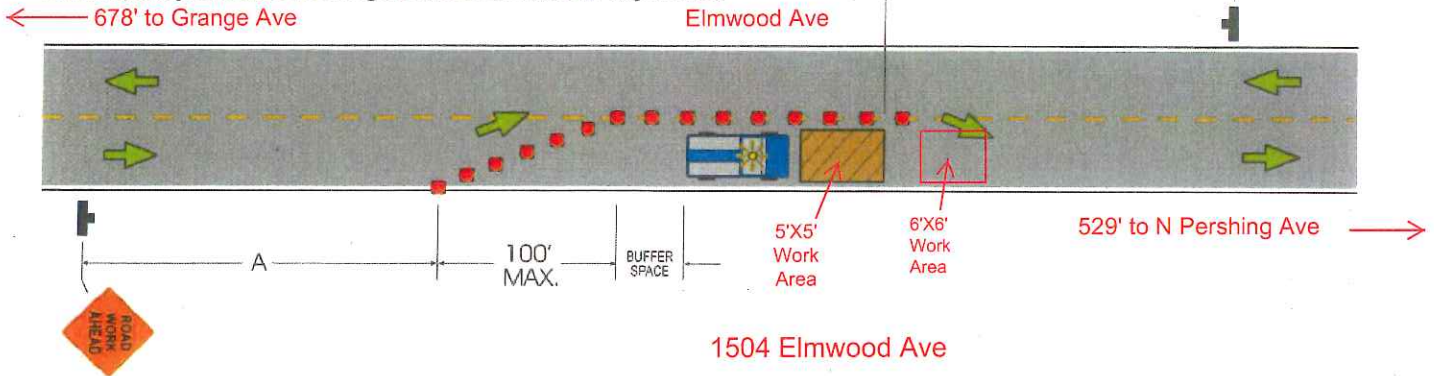 678' to Grange Ave
Elmwood Ave
A
100'
MAX.
BUFFER
SPACE
5'X5'
Work
Area
6'X6'
Work
Area
529' to N Pershing Ave
ROAD
WORK
AHEAD
1504 Elmwood Ave